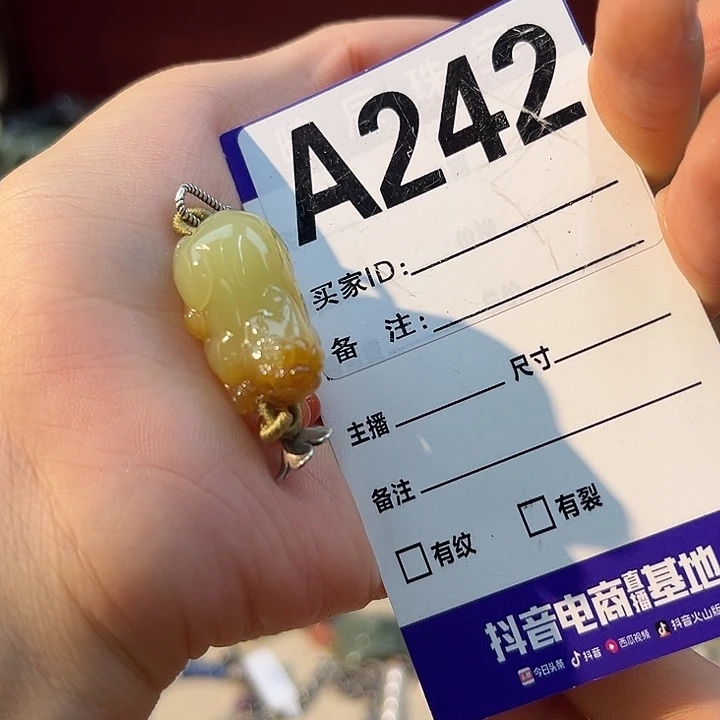 A242
买家ID:
备 注:
主播 尺寸
备注
有纹 有裂
抖音电商直播基地
今日头条 抖音 西瓜视频 抖音火山版